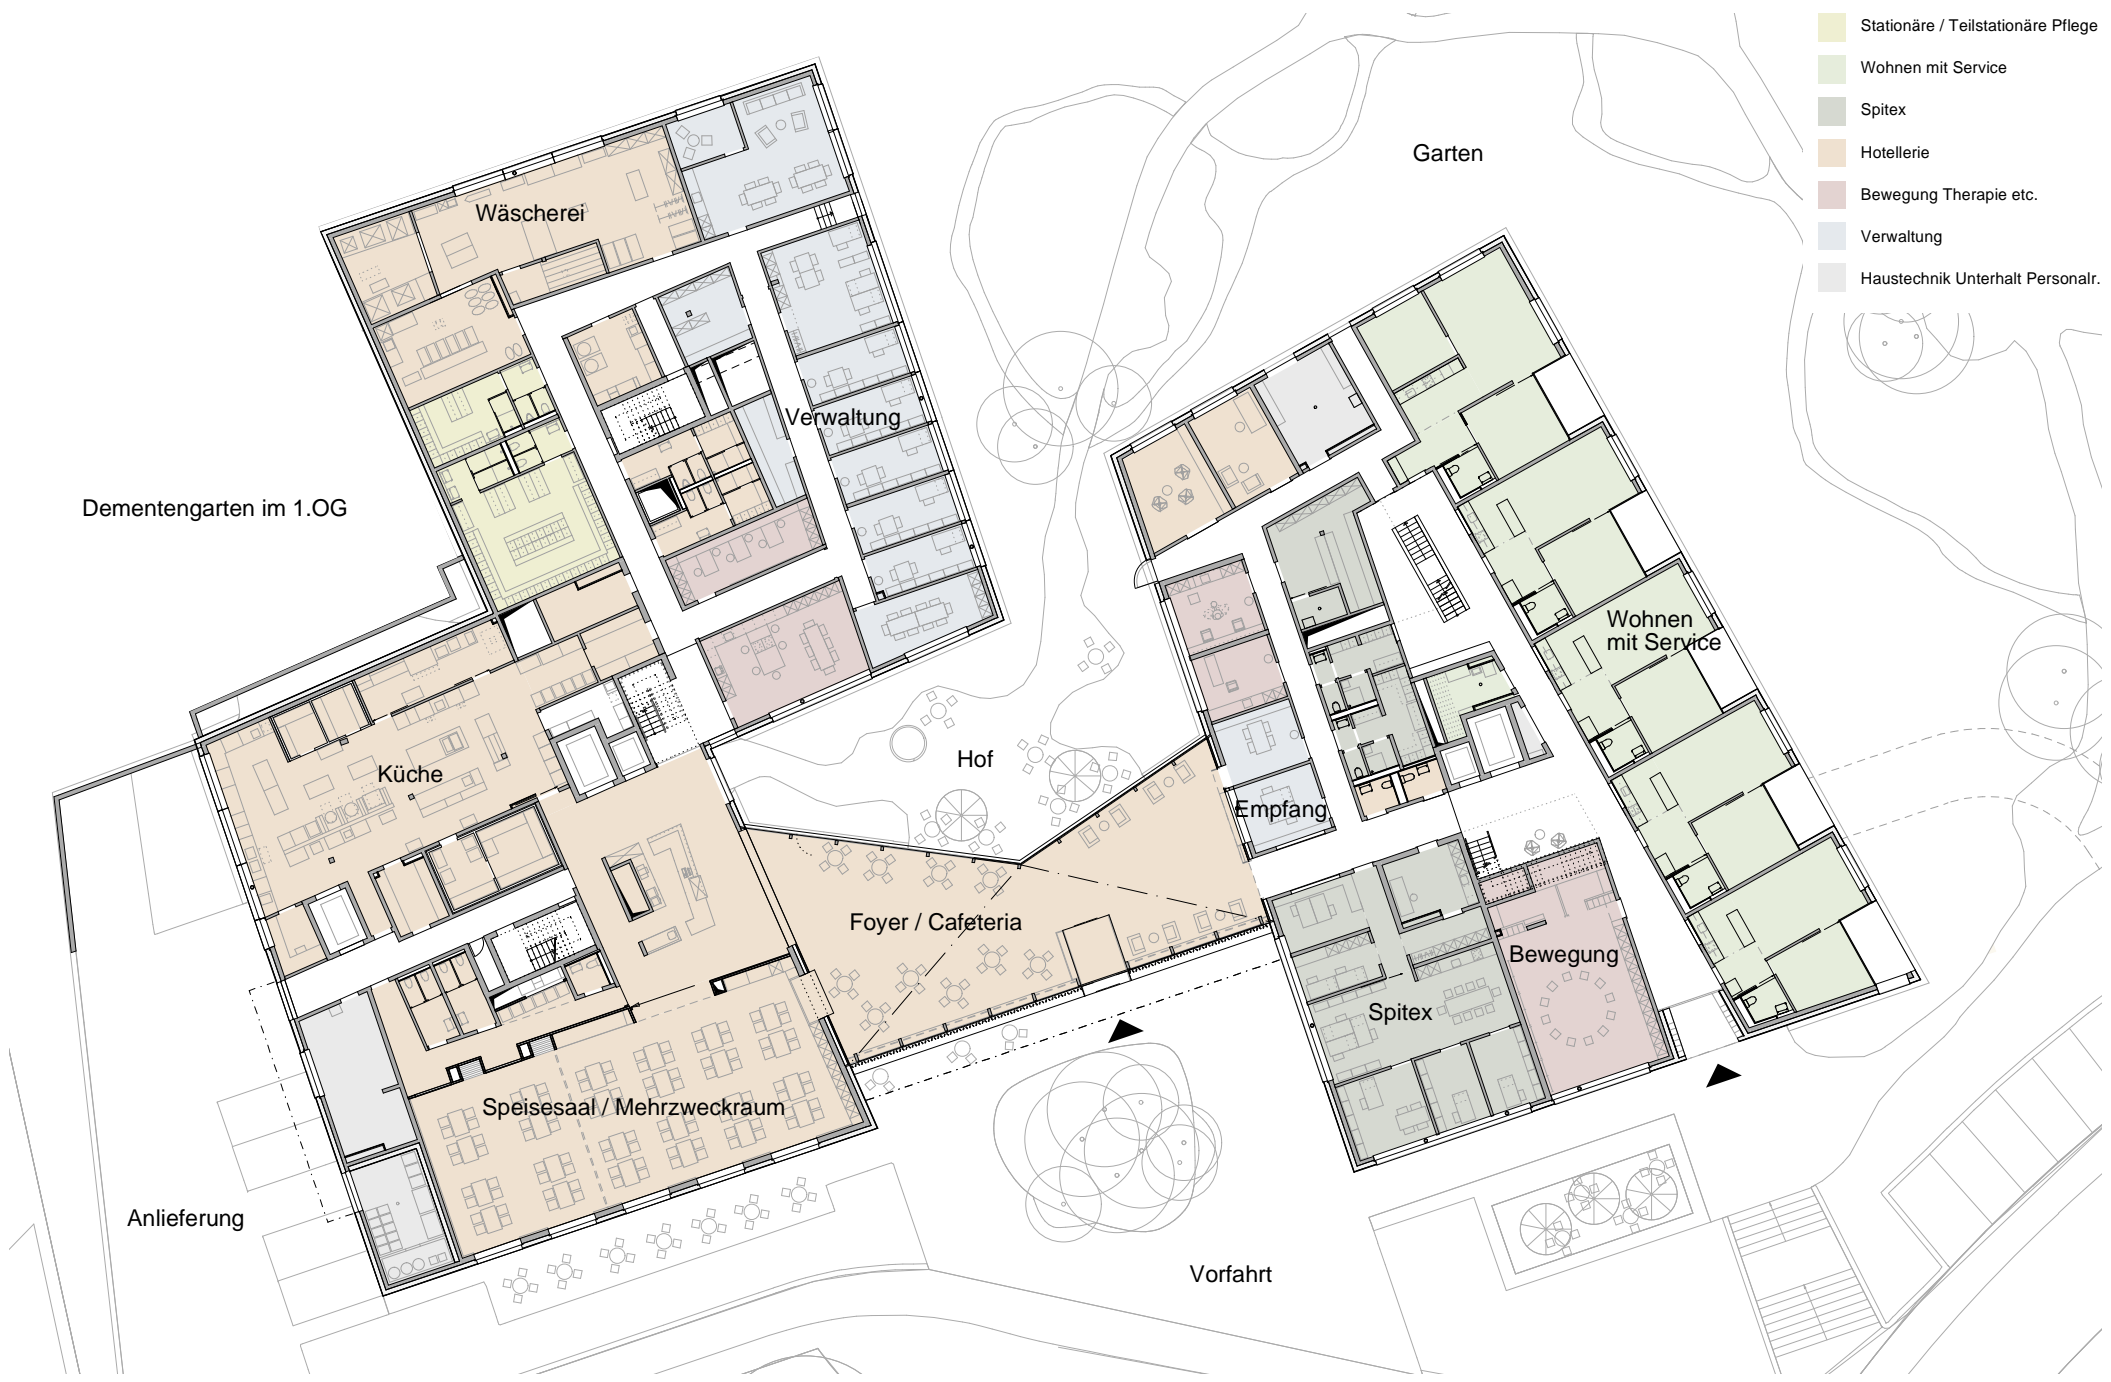 Stationäre / Teilstationäre Pflege
Wohnen mit Service
Spitex
Hotellerie
Bewegung Therapie etc.
Verwaltung
Haustechnik Unterhalt Personalr.
Garten
Wäscherei
Verwaltung
Dementengarten im 1.OG
Wohnen
mit Service
Hof
Küche
Empfang
Foyer / Cafeteria
Bewegung
Spitex
Speisesaal / Mehrzweckraum
Anlieferung
Vorfahrt